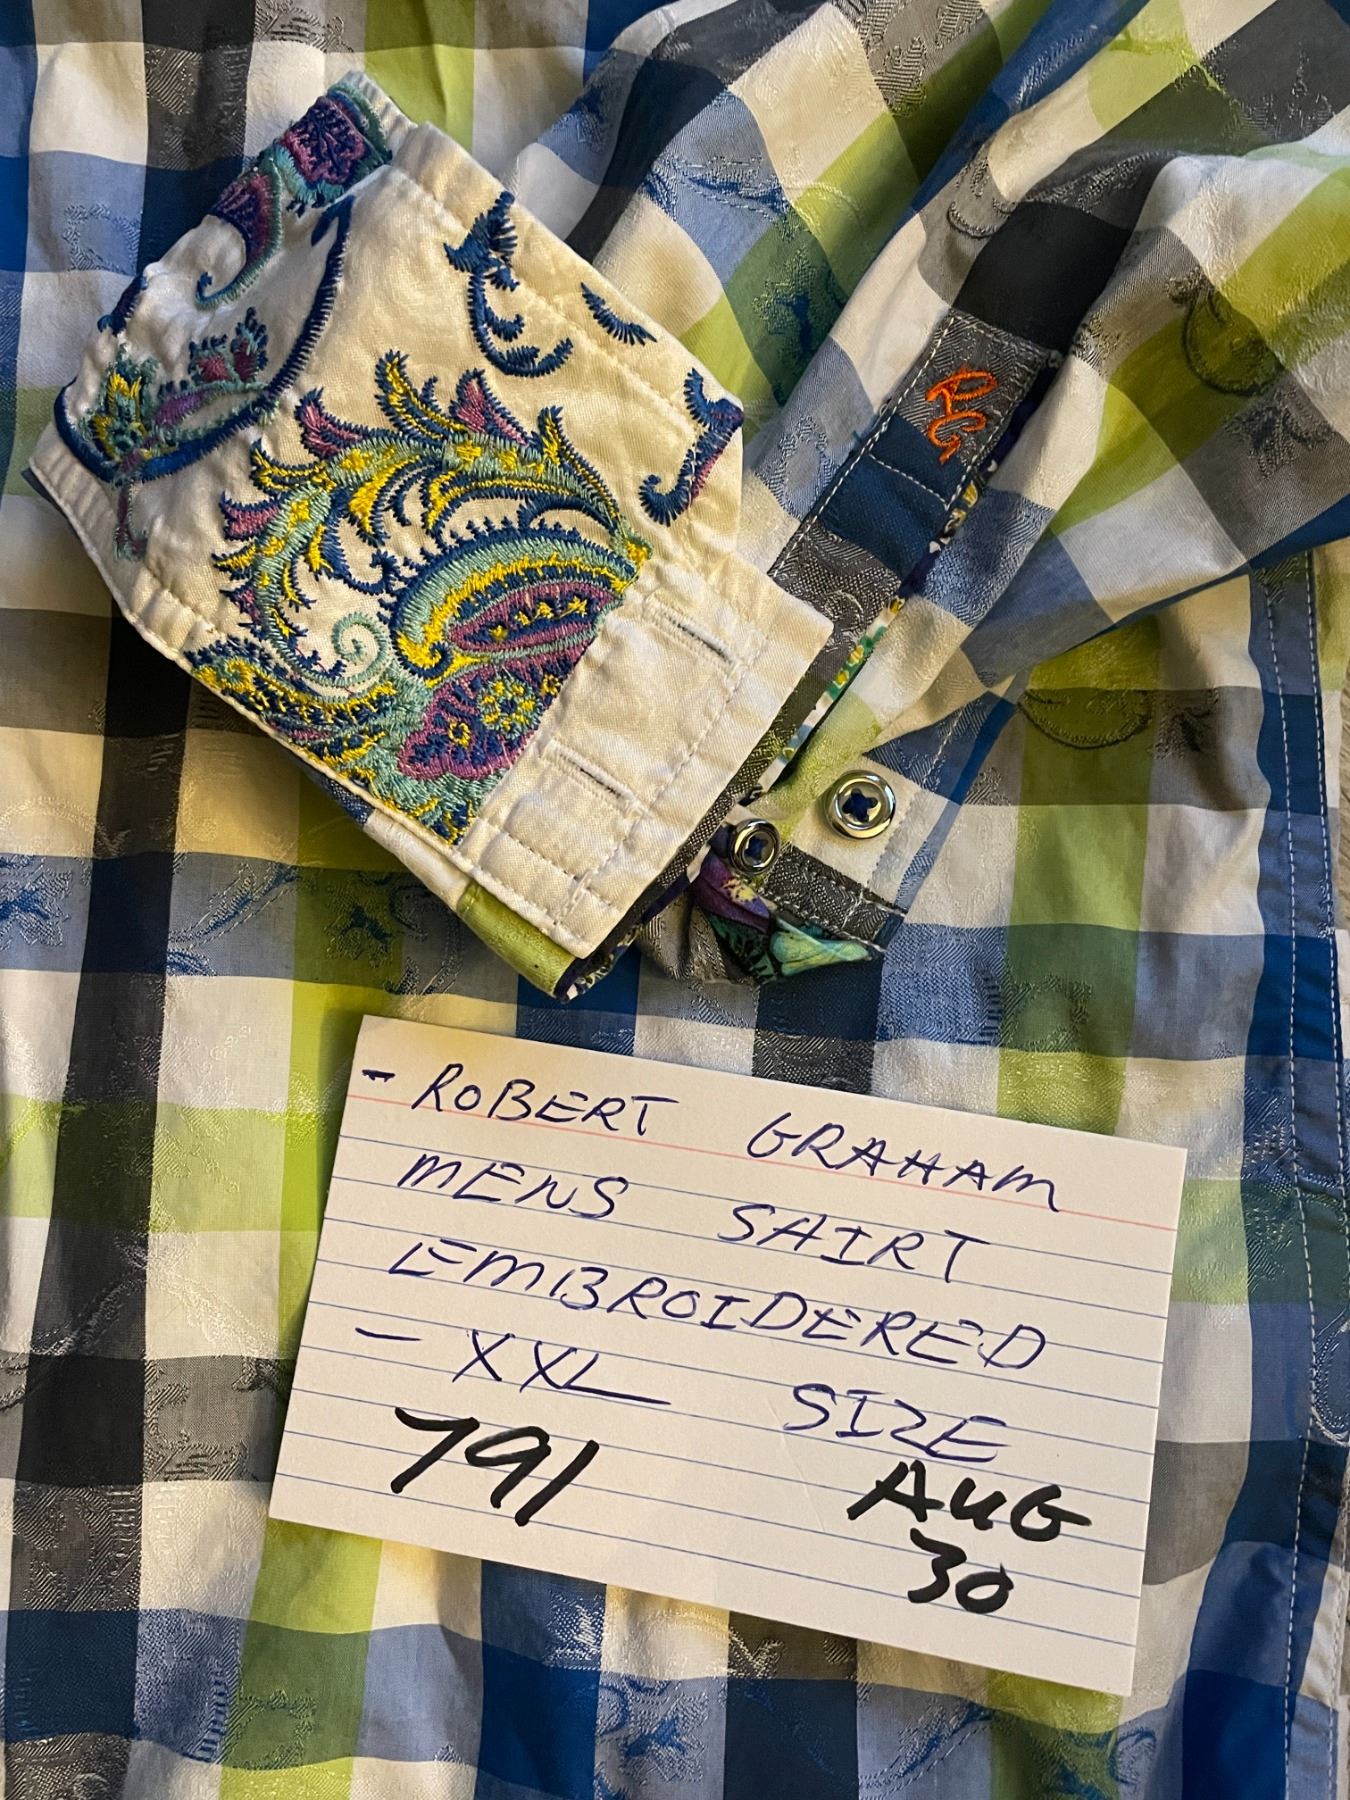 RG
- ROBERT GRAHAM
MENS SHIRT
EMBROIDERED
- XXL SIZE
791 AUG
30